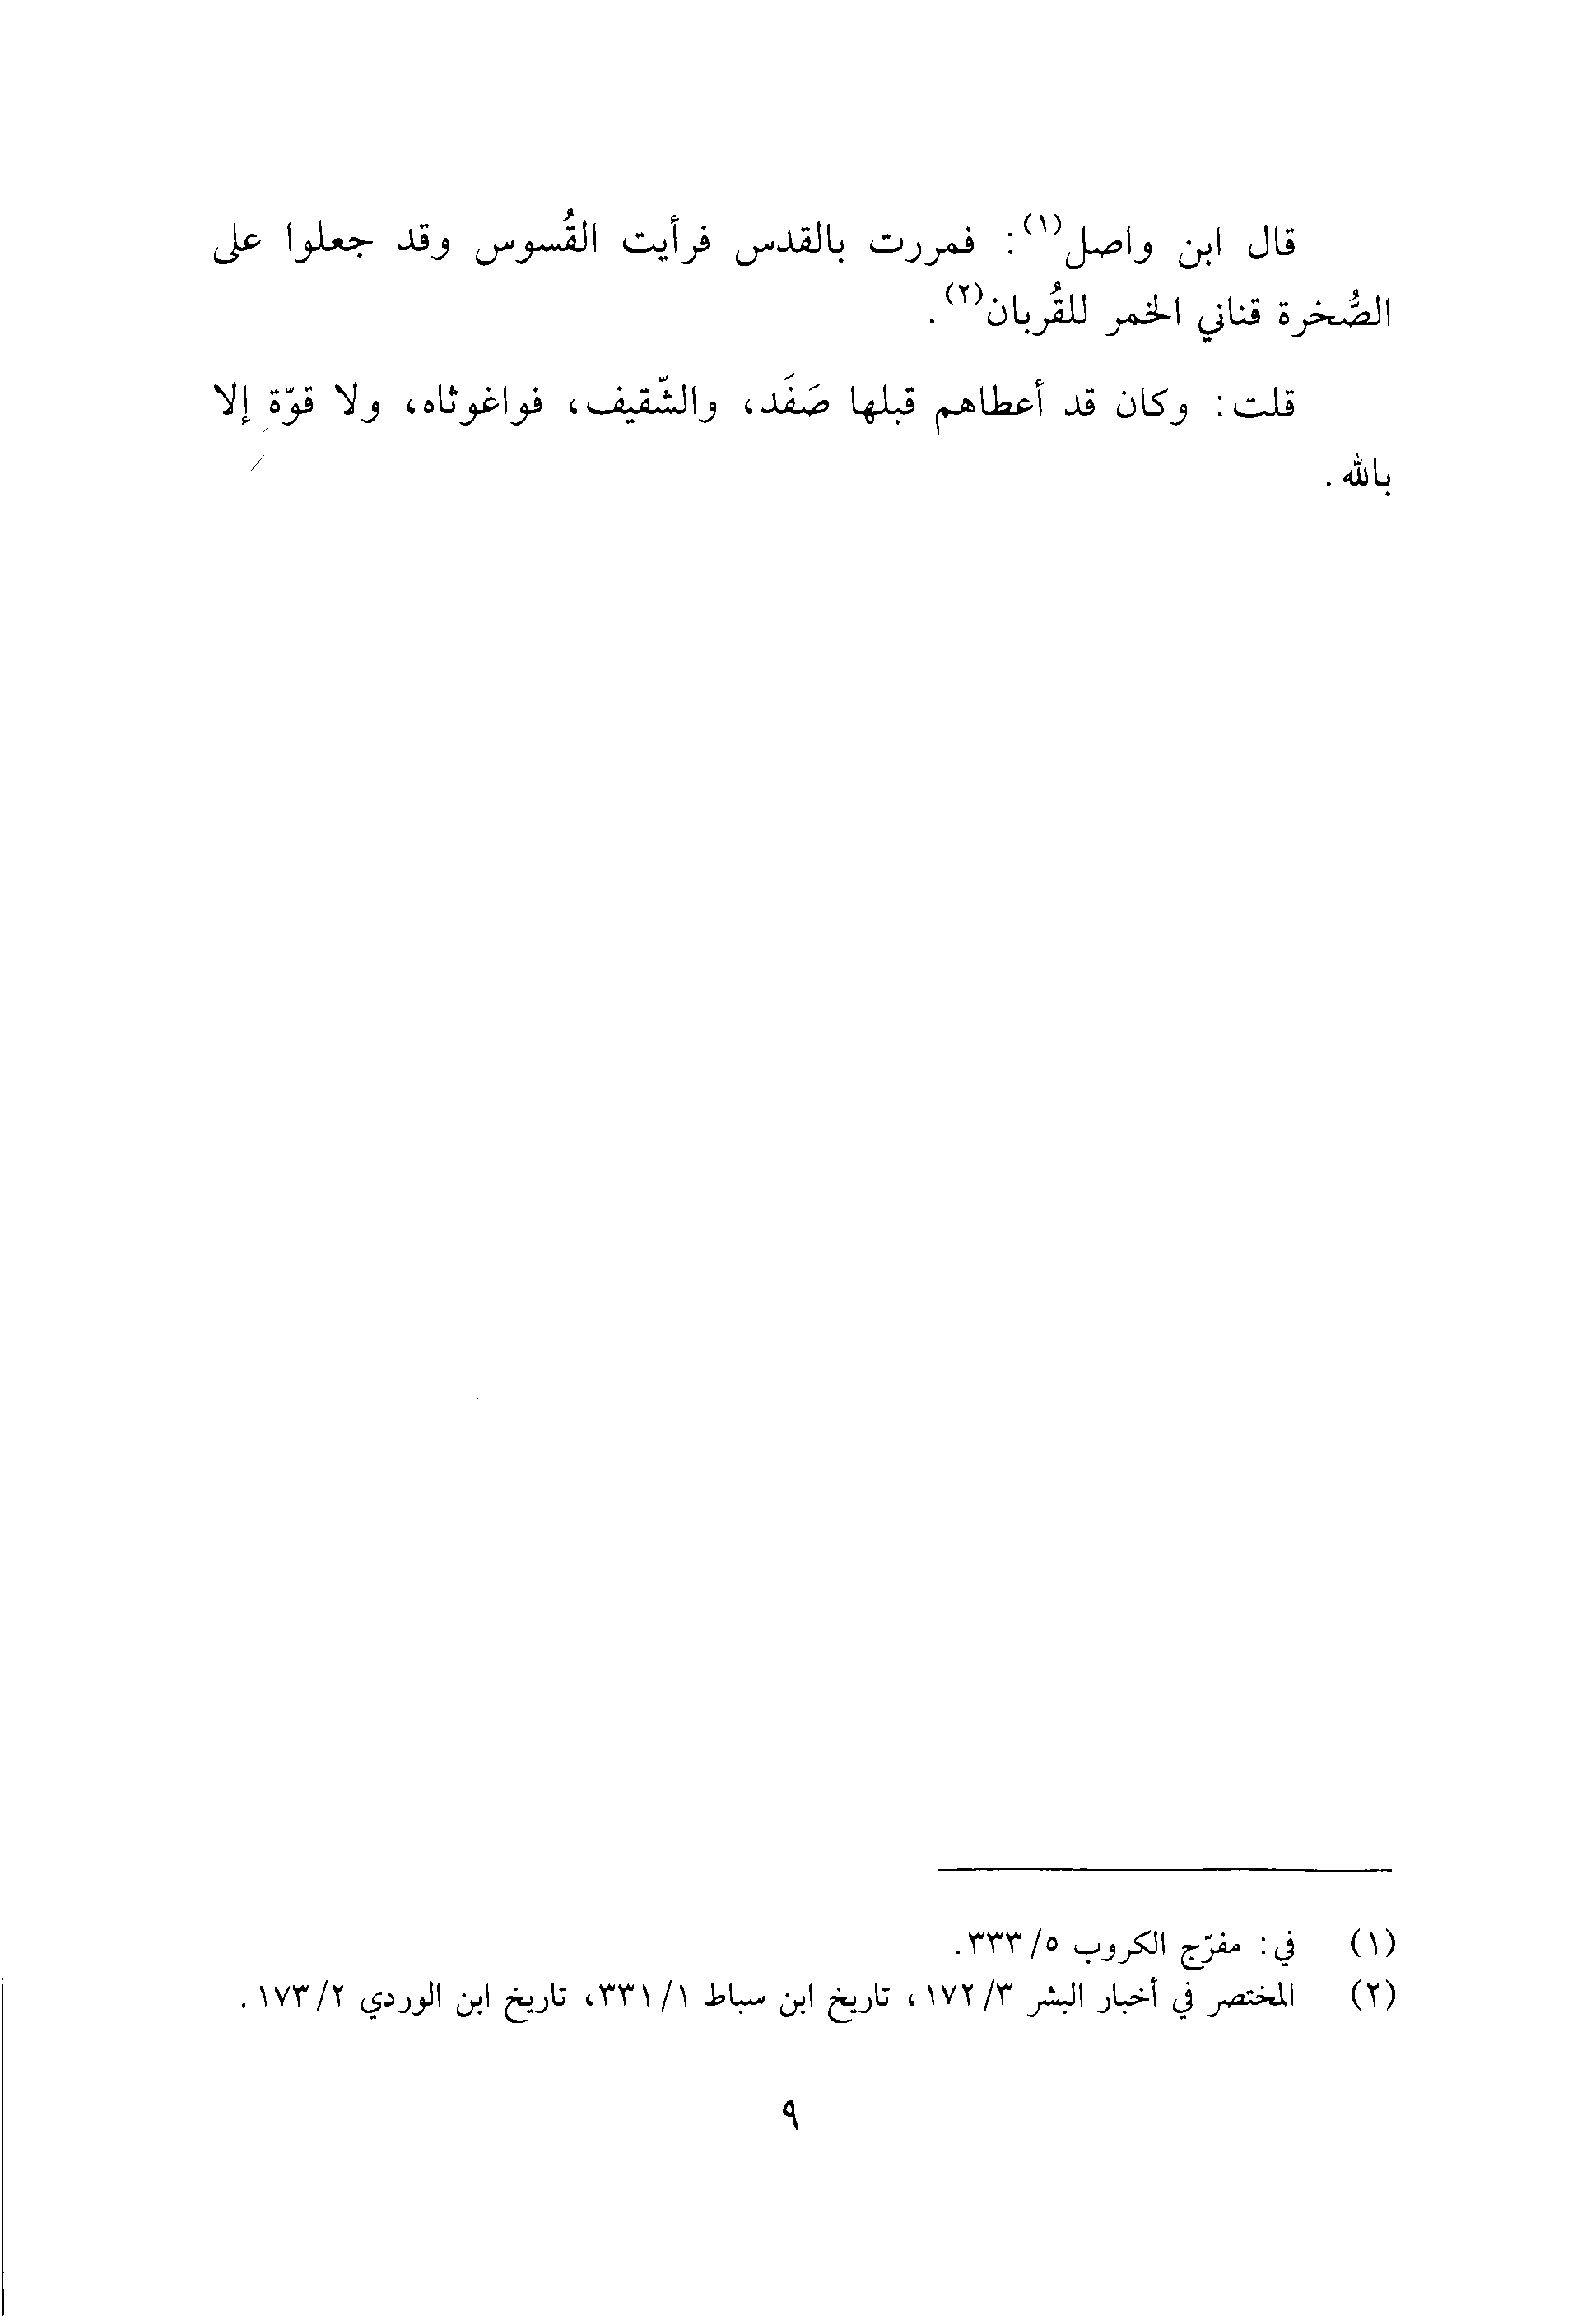 قال ابن واصل(١): فمررت بالقدس فرأيت القُسوس وقد جعلوا على
الصُّخرة قناني الخمر للقُربان(٢).
قلت: وكان قد أعطاهم قبلها صَفَد، والشّقيف، فواغوثاه، ولا قوّة إلا
بالله.
(١) في: مفرّج الكروب ٥/ ٣٣٣.
(٢) المختصر في أخبار البشر ٣/ ١٧٢، تاريخ ابن سباط ١/ ٣٣١، تاريخ ابن الوردي ٢/ ١٧٣.
٩